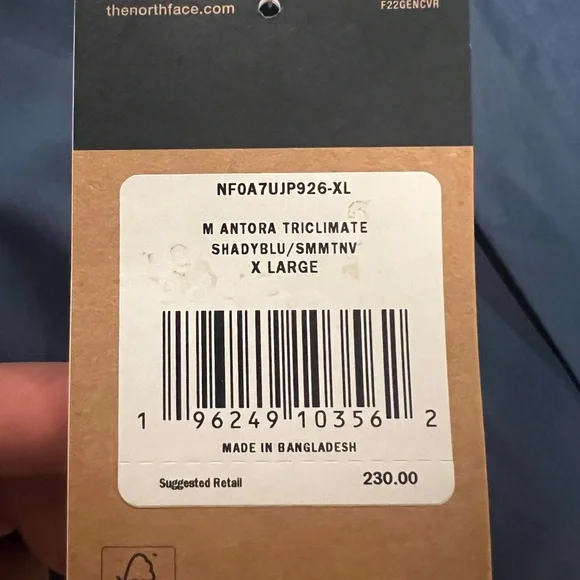 thenorthface.com
F22GENCVR
NF0A7UJP926-XL
M ANTORA TRICLIMATE
SHADYBLU/SMMTNV
X LARGE
1 96249 10356 2
MADE IN BANGLADESH
Suggested Retail 230.00